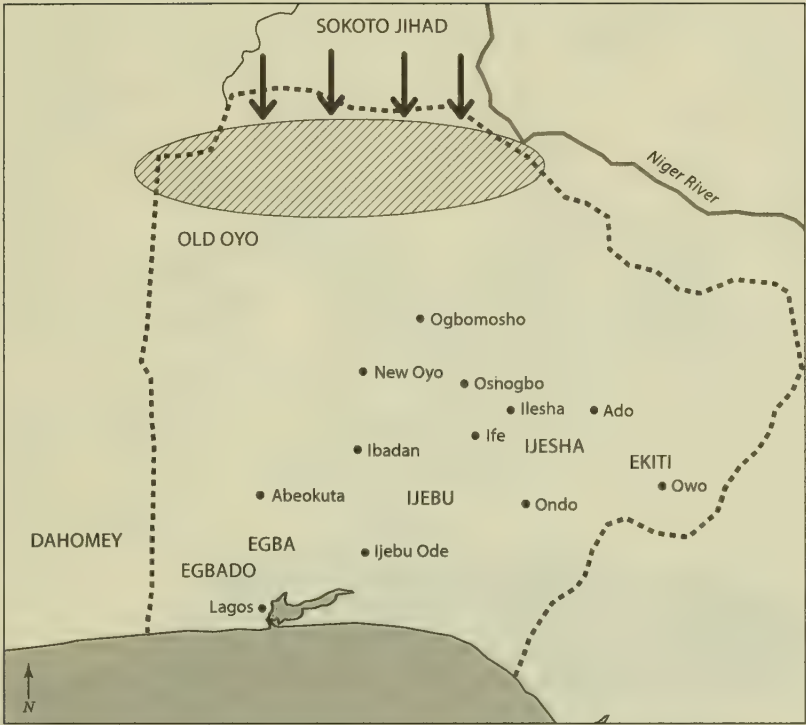 SOKOTO JIHAD
Niger River
OLD OYO
Ogbomosho
New Oyo
Oshogbo
Ilesha
Ado
Ife
IJESHA
Ibadan
EKITI
Owo
Abeokuta
IJEBU
Ondo
DAHOMEY
EGBA
Ijebu Ode
EGBADO
Lagos
N